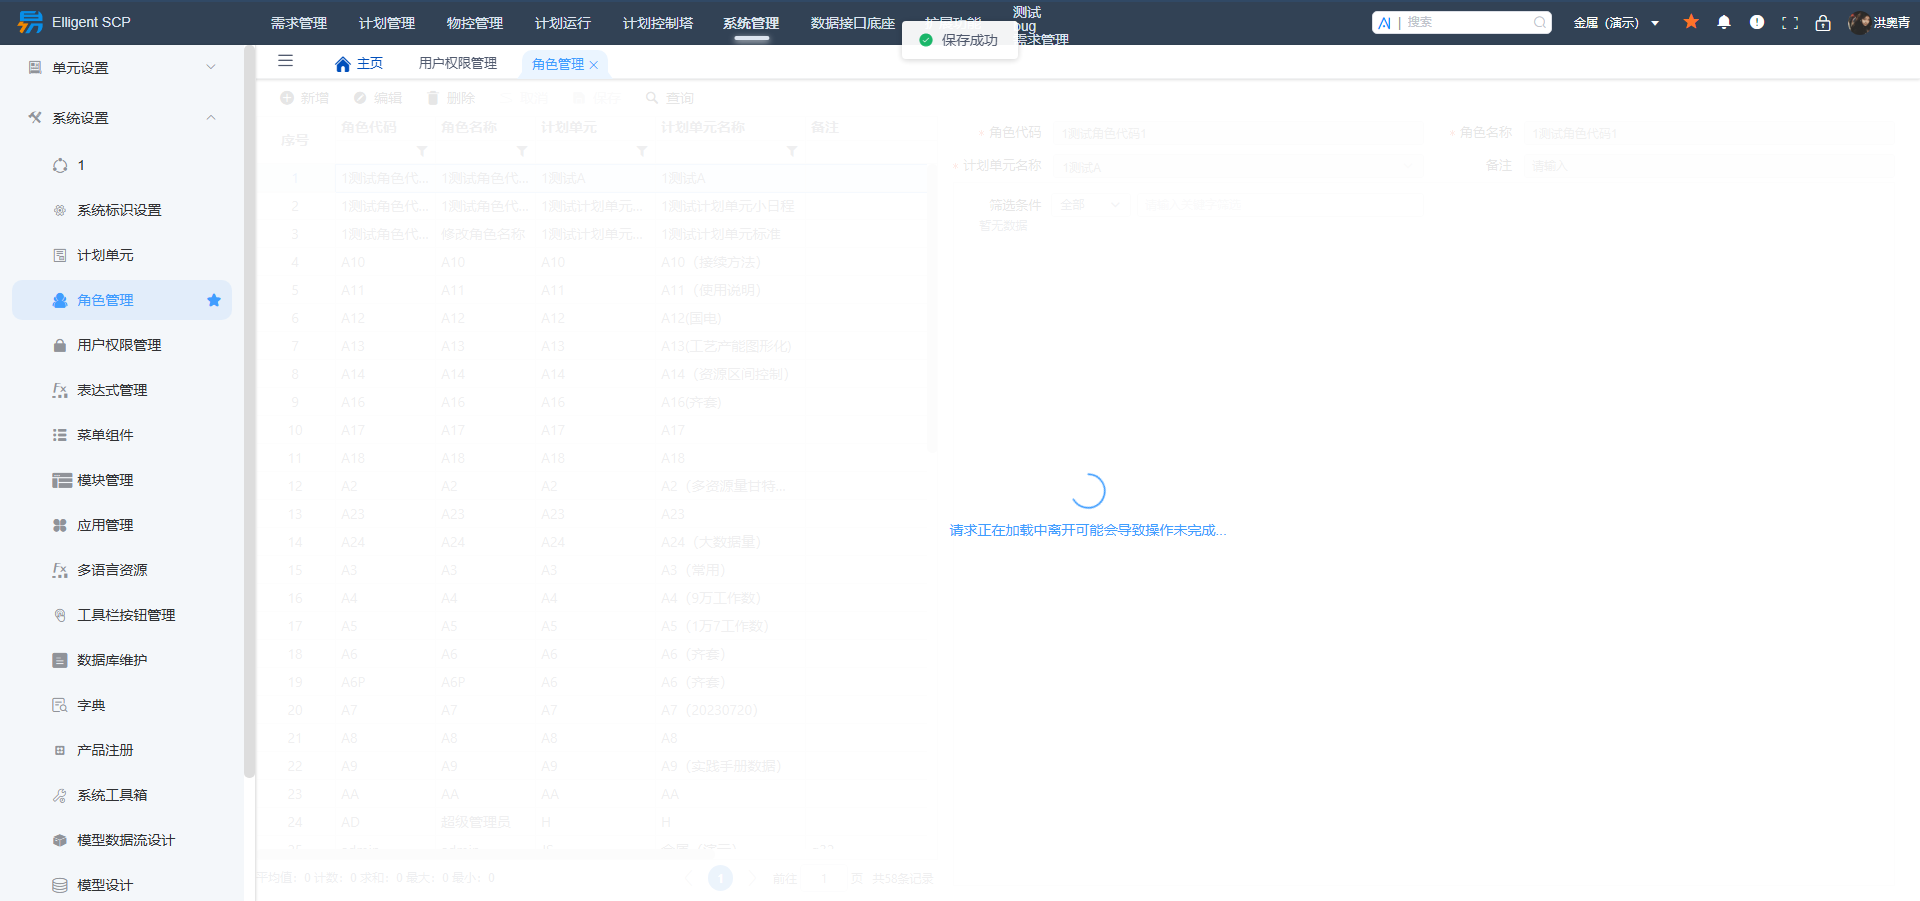 Elligent SCP
需求管理 计划管理 物控管理 计划运行 计划控制塔 系统管理 数据接口底座 扩展功能
测试
bug
需求管理
AI | 搜索
金属（演示）
洪奥青
保存成功
主页 用户权限管理 角色管理
单元设置
系统设置
1
系统标识设置
计划单元
角色管理
用户权限管理
表达式管理
菜单组件
模块管理
应用管理
多语言资源
工具栏按钮管理
数据库维护
字典
产品注册
系统工具箱
模型数据流设计
模型设计
新增 编辑 删除 取消 保存 查询
序号 角色代码 角色名称 计划单元 计划单元名称 备注
1 1测试角色代... 1测试角色代... 1测试A 1测试A
2 1测试角色代... 1测试角色代... 1测试计划单元... 1测试计划单元小日程
3 1测试角色代... 修改角色名称 1测试计划单元... 1测试计划单元标准
4 A10 A10 A10 A10（接续方法）
5 A11 A11 A11 A11（使用说明）
6 A12 A12 A12 A12(国电)
7 A13 A13 A13 A13(工艺产能图形化)
8 A14 A14 A14 A14（资源区间控制）
9 A16 A16 A16 A16(齐套)
10 A17 A17 A17 A17
11 A18 A18 A18 A18
12 A2 A2 A2 A2（多资源量甘特...
13 A23 A23 A23 A23
14 A24 A24 A24 A24（大数据量）
15 A3 A3 A3 A3（常用）
16 A4 A4 A4 A4（9万工作数）
17 A5 A5 A5 A5（1万7工作数）
18 A6 A6 A6 A6（齐套）
19 A6P A6P A6 A6（齐套）
20 A7 A7 A7 A7（20230720）
21 A8 A8 A8 A8
22 A9 A9 A9 A9（实践手册数据）
23 AA AA AA AA
24 AD 超级管理员 H H
平均值：0 计数：0 求和：0 最大：0 最小：0
1 前往 1 页 共58条记录
* 角色代码 1测试角色代码1 * 角色名称 1测试角色代码1
* 计划单元名称 1测试A 备注 请输入
筛选条件 全部
暂无数据
请求正在加载中离开可能会导致操作未完成...